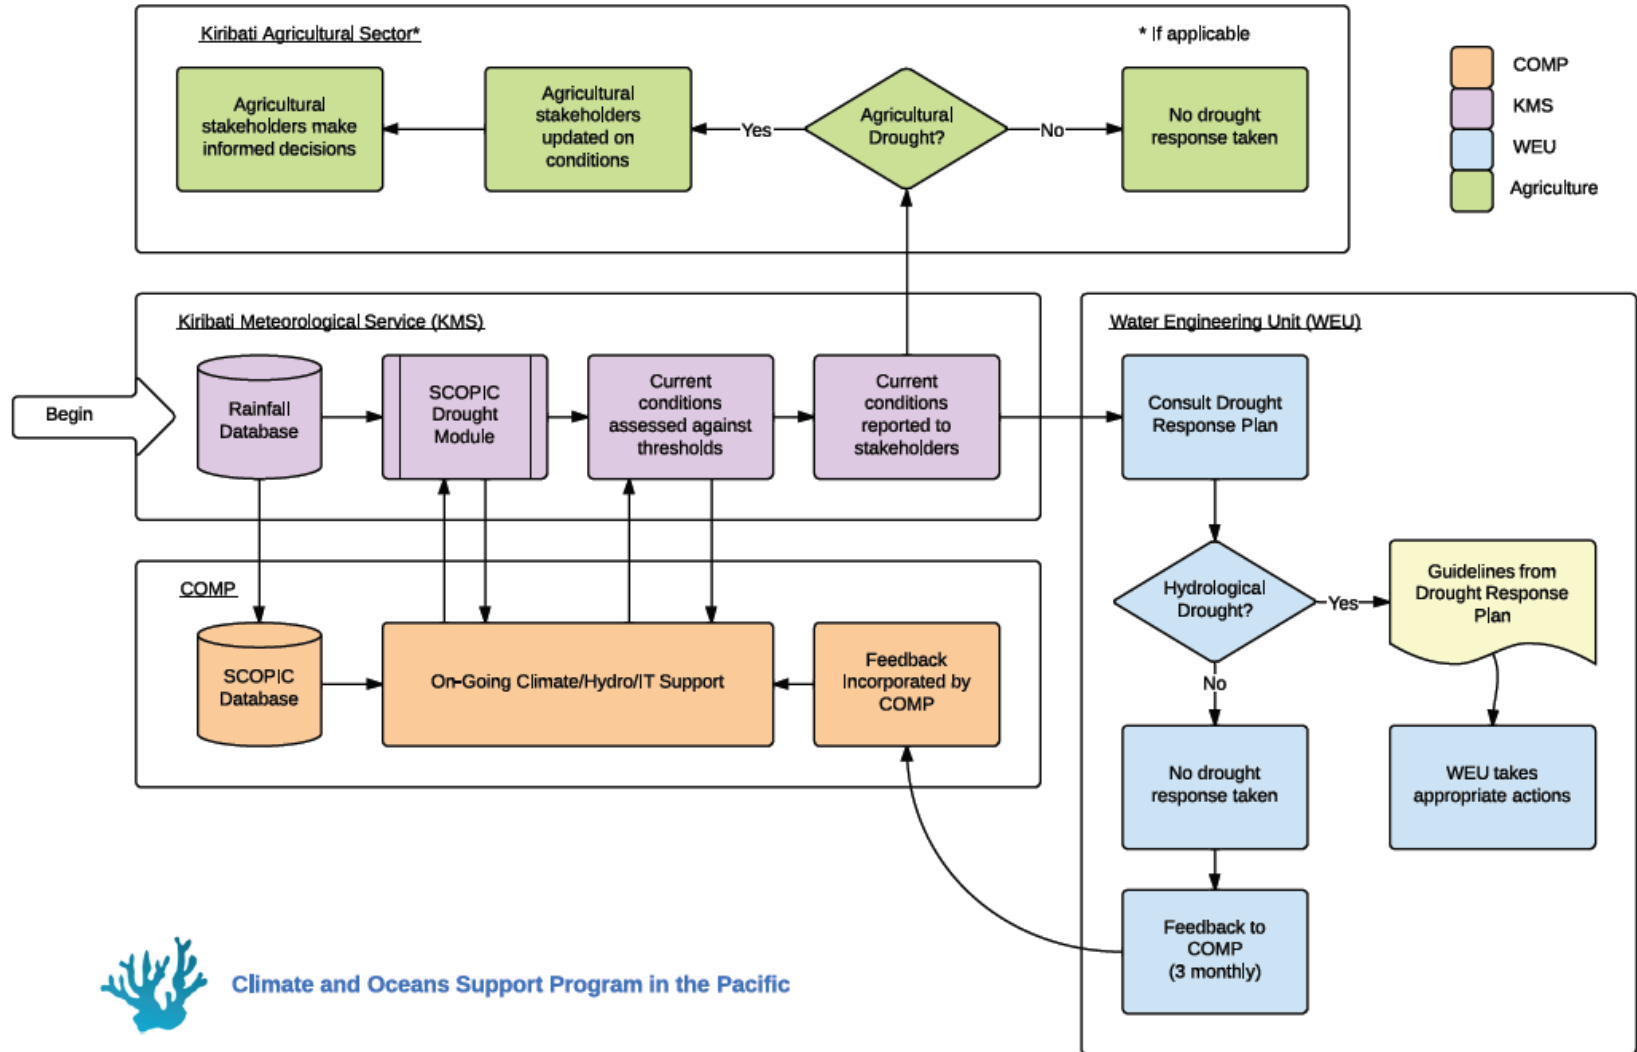 Kiribati Agricultural Sector*
* If applicable
Agricultural
stakeholders make
informed decisions
Agricultural
stakeholders
updated on
conditions
Yes
Agricultural
Drought?
No
No drought
response taken
COMP
KMS
WEU
Agriculture
Begin
Kiribati Meteorological Service (KMS)
Rainfall
Database
SCOPIC
Drought
Module
Current
conditions
assessed against
thresholds
Current
conditions
reported to
stakeholders
Water Engineering Unit (WEU)
Consult Drought
Response Plan
Hydrological
Drought?
Yes
Guidelines from
Drought Response
Plan
No
No drought
response taken
WEU takes
appropriate actions
Feedback to
COMP
(3 monthly)
COMP
SCOPIC
Database
On-Going Climate/Hydro/IT Support
Feedback
Incorporated by
COMP
Climate and Oceans Support Program in the Pacific